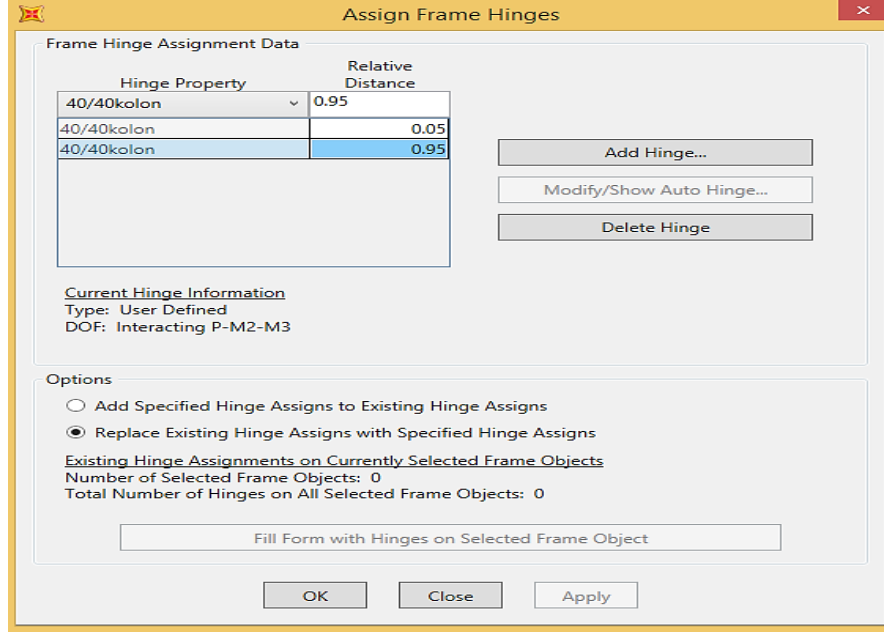 Assign Frame Hinges
Frame Hinge Assignment Data
Hinge Property
Relative
Distance
40/40kolon 0.95
40/40kolon 0.05
40/40kolon 0.95
Add Hinge...
Modify/Show Auto Hinge...
Delete Hinge
Current Hinge Information
Type: User Defined
DOF: Interacting P-M2-M3
Options
Add Specified Hinge Assigns to Existing Hinge Assigns
Replace Existing Hinge Assigns with Specified Hinge Assigns
Existing Hinge Assignments on Currently Selected Frame Objects
Number of Selected Frame Objects: 0
Total Number of Hinges on All Selected Frame Objects: 0
Fill Form with Hinges on Selected Frame Object
OK Close Apply